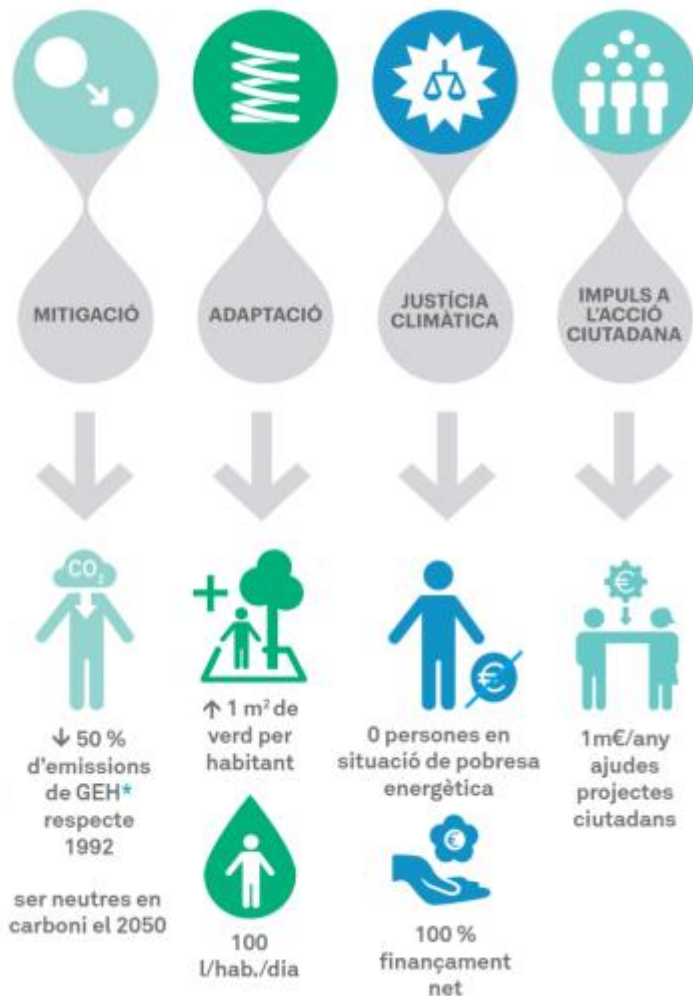 MITIGACIÓ
ADAPTACIÓ
JUSTÍCIA
CLIMÀTICA
IMPULS A
L'ACCIÓ
CIUTADANA
CO₂
↓ 50 %
d'emissions
de GEH*
respecte
1992
ser neutres en
carboni el 2050
+
↑ 1 m² de
verd per
habitant
100
l/hab./dia
€
0 persones en
situació de pobresa
energètica
€
100 %
finançament
net
€
1m€/any
ajudes
projectes
ciutadans